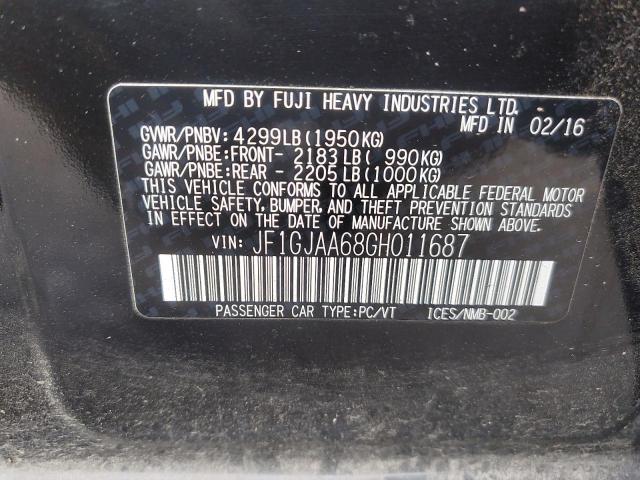 MFD BY FUJI HEAVY INDUSTRIES LTD.
MFD IN 02/16
GVWR/PNBV: 4299LB(1950KG)
GAWR/PNBE:FRONT- 2183LB( 990KG)
GAWR/PNBE:REAR - 2205LB(1000KG)
THIS VEHICLE CONFORMS TO ALL APPLICABLE FEDERAL MOTOR
VEHICLE SAFETY, BUMPER, AND THEFT PREVENTION STANDARDS
IN EFFECT ON THE DATE OF MANUFACTURE SHOWN ABOVE.
VIN: JF1GJAA68GH011687
PASSENGER CAR TYPE:PC/VT ICES/NMB-002